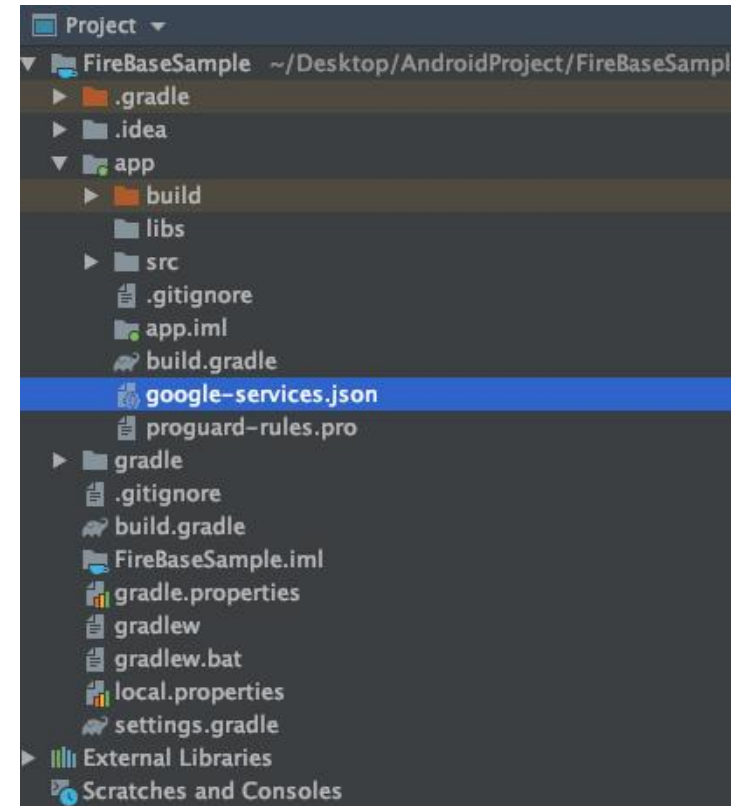 Project
FireBaseSample ~/Desktop/AndroidProject/FireBaseSampl
.gradle
.idea
app
build
libs
src
.gitignore
app.iml
build.gradle
google-services.json
proguard-rules.pro
gradle
.gitignore
build.gradle
FireBaseSample.iml
gradle.properties
gradlew
gradlew.bat
local.properties
settings.gradle
External Libraries
Scratches and Consoles